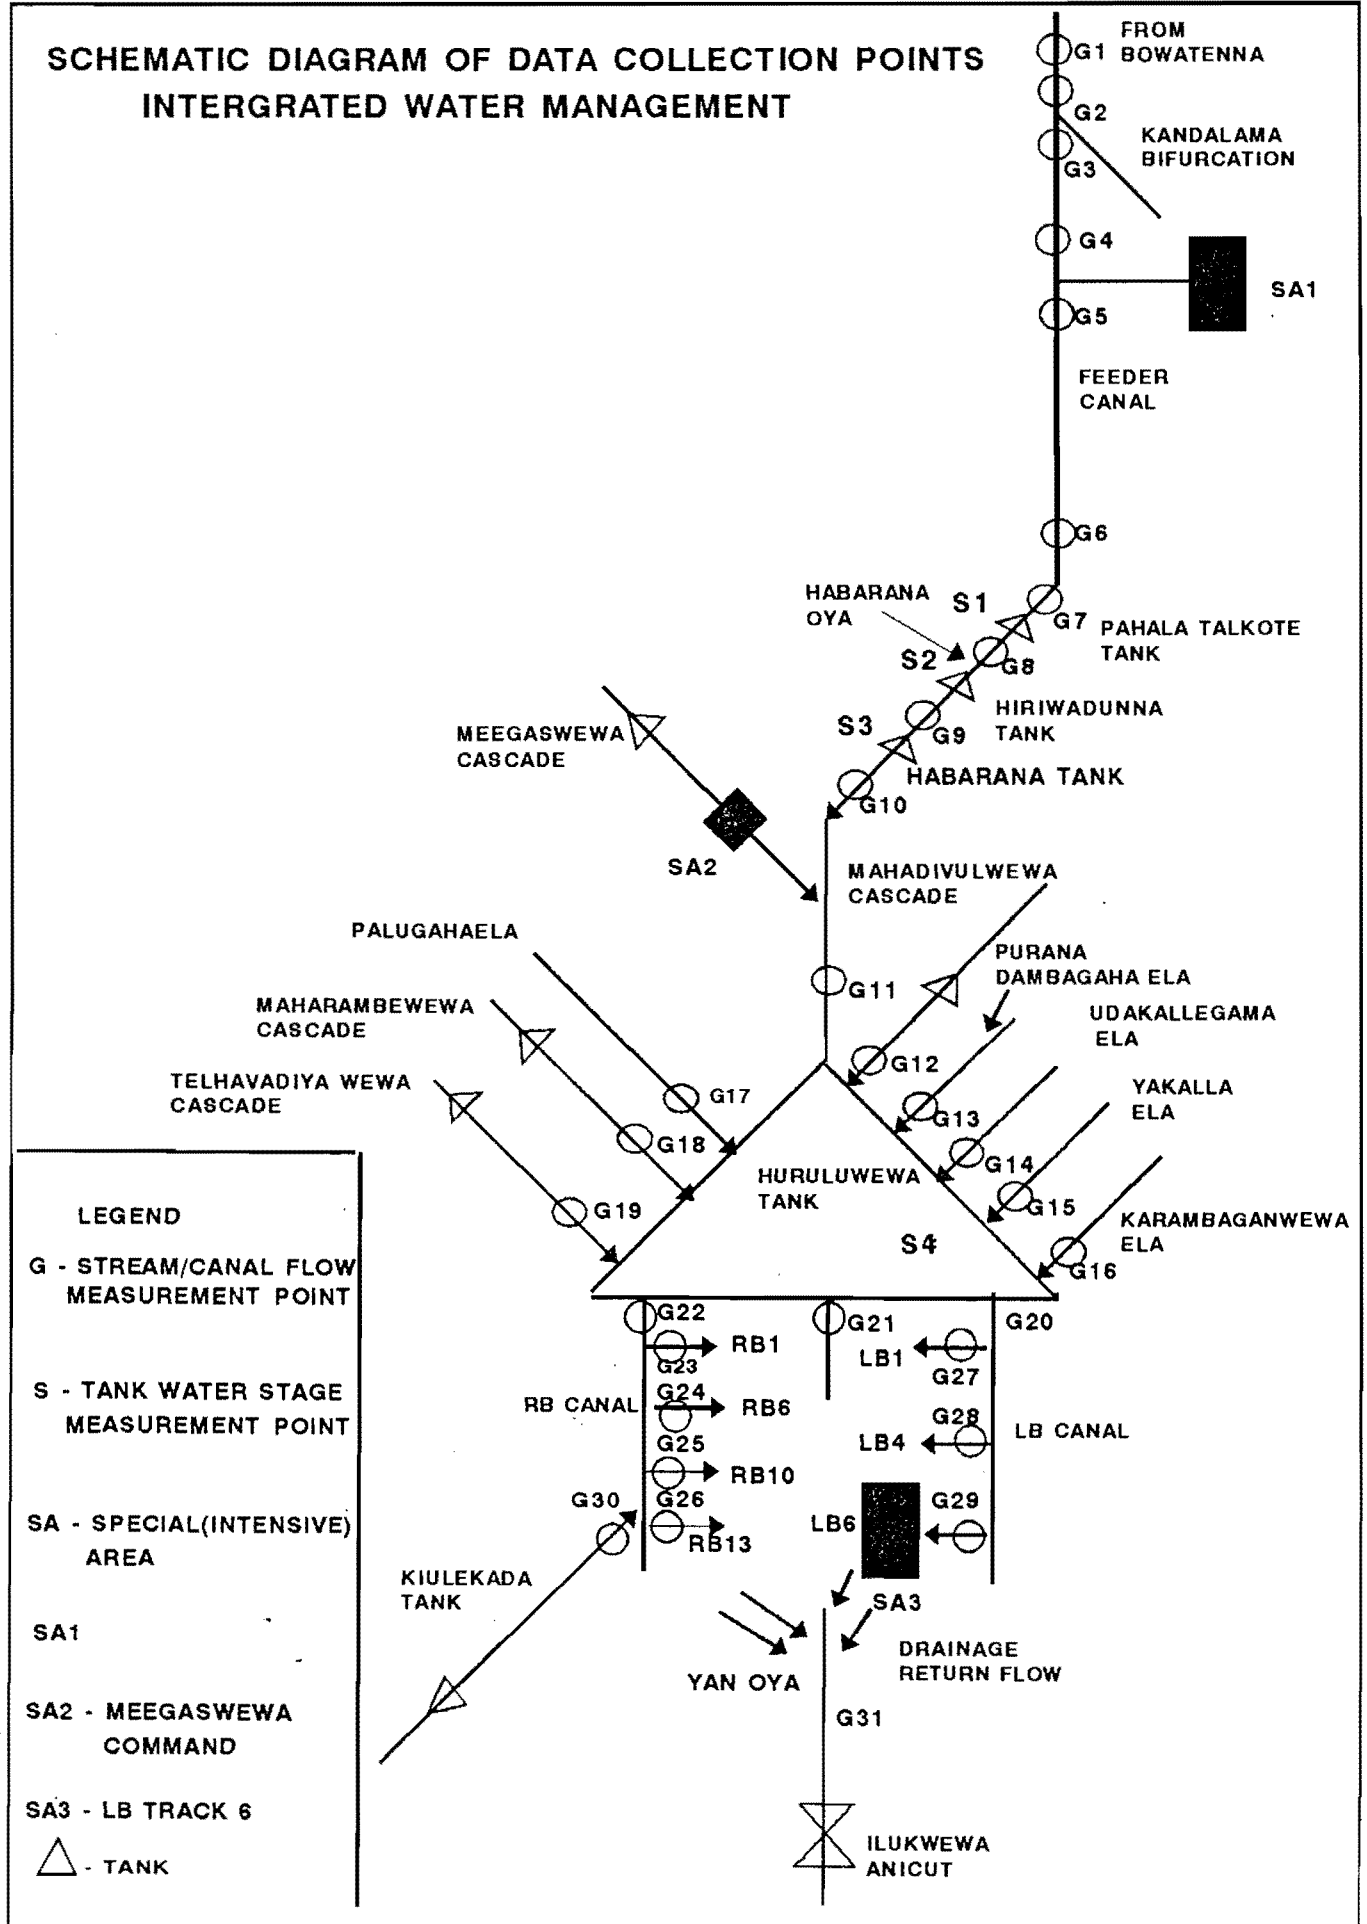 SCHEMATIC DIAGRAM OF DATA COLLECTION POINTS
INTERGRATED WATER MANAGEMENT
FROM
BOWATENNA
G1
G2
KANDALAMA
BIFURCATION
G3
G4
SA1
G5
FEEDER
CANAL
G6
HABARANA
OYA
S1
G7
PAHALA TALKOTE
TANK
S2
G8
HIRIWADUNNA
TANK
S3
G9
HABARANA TANK
G10
MEEGASWEWA
CASCADE
SA2
MAHADIVULWEWA
CASCADE
PALUGAHAELA
PURANA
DAMBAGAHA ELA
G11
MAHARAMBEWEWA
CASCADE
UDAKALLEGAMA
ELA
G12
TELHAVADIYA WEWA
CASCADE
YAKALLA
ELA
G17
G13
G18
G14
HURULUWEWA
TANK
G15
G19
KARAMBAGANWEWA
ELA
S4
G16
G22
G21
G20
RB1
G23
LB1
G27
G24
RB CANAL
RB6
G28
LB CANAL
G25
LB4
RB10
G30
G26
G29
RB13
LB6
KIULEKADA
TANK
SA3
DRAINAGE
RETURN FLOW
YAN OYA
G31
ILUKWEWA
ANICUT
LEGEND
G - STREAM/CANAL FLOW
MEASUREMENT POINT
S - TANK WATER STAGE
MEASUREMENT POINT
SA - SPECIAL(INTENSIVE)
AREA
SA1
SA2 - MEEGASWEWA
COMMAND
SA3 - LB TRACK 6
- TANK